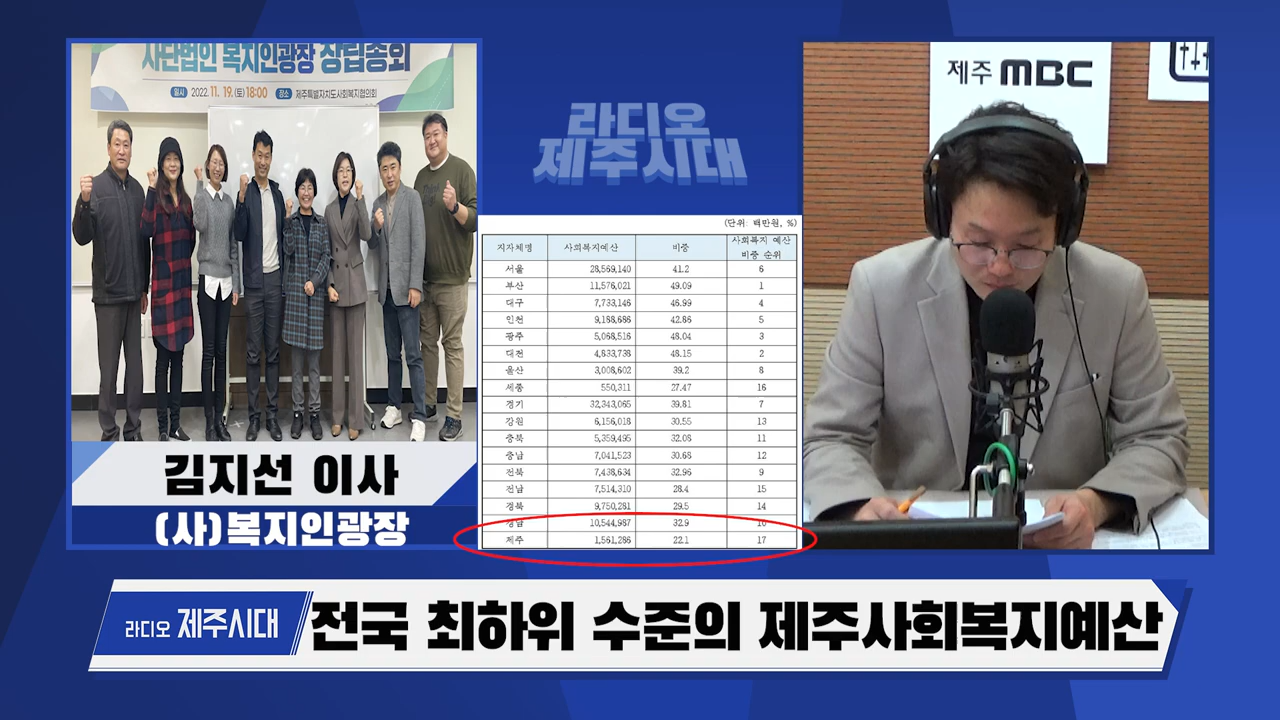 사단법인 복지인광장 창립총회
일시 2022. 11. 19.(토) 18:00 장소 제주특별자치도사회복지협의회
라디오
제주시대
제주 MBC
(단위: 백만원, %)
지자체명 사회복지예산 비중 사회복지 예산 비중 순위
서울 28,569,140 41.2 6
부산 11,576,021 49.09 1
대구 7,733,146 46.99 4
인천 9,158,686 42.86 5
광주 5,068,516 48.04 3
대전 4,833,738 48.15 2
울산 3,008,602 39.2 8
세종 550,311 27.47 16
경기 32,343,065 39.81 7
강원 6,156,018 30.55 13
충북 5,359,495 32.08 11
충남 7,041,523 30.68 12
전북 7,438,634 32.96 9
전남 7,514,310 28.4 15
경북 9,750,281 29.5 14
경남 10,544,987 32.9 10
제주 1,561,286 22.1 17
김지선 이사
(사)복지인광장
라디오 제주시대
전국 최하위 수준의 제주사회복지예산